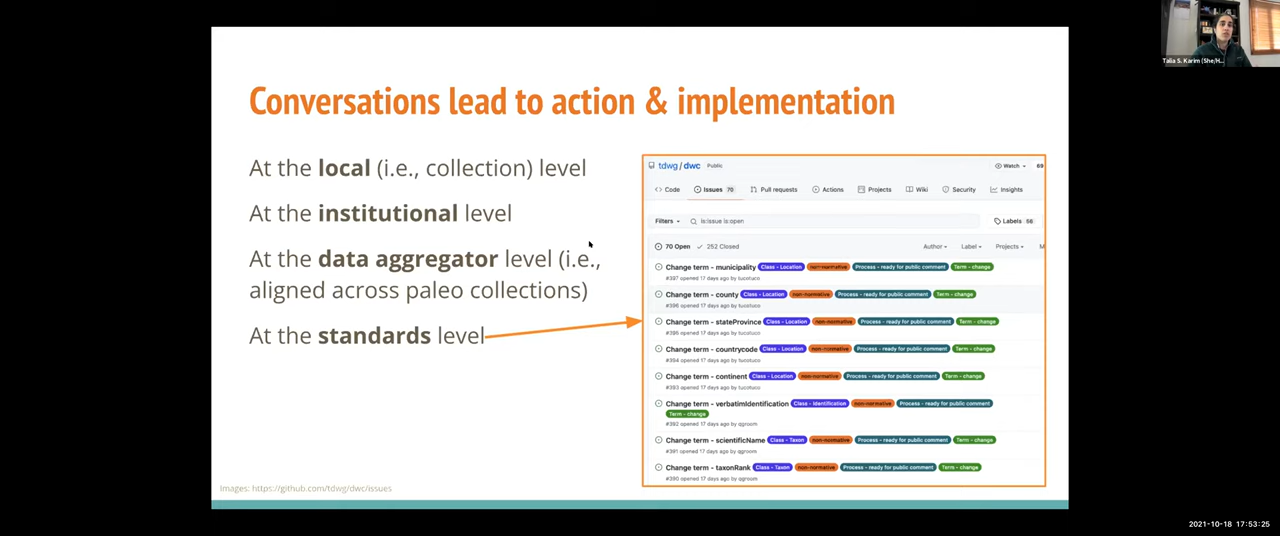 Conversations lead to action & implementation
At the local (i.e., collection) level
At the institutional level
At the data aggregator level (i.e.,
aligned across paleo collections)
At the standards level
tdwg / dwc Public
Watch 69
Code Issues 70 Pull requests Actions Projects Wiki Security Insights
Filters is:issue is:open Labels 56
70 Open 252 Closed Author Label Projects M
Change term - municipality Class - Location non-normative Process - ready for public comment Term - change
#397 opened 17 days ago by tucotuco
Change term - county Class - Location non-normative Process - ready for public comment Term - change
#396 opened 17 days ago by tucotuco
Change term - stateProvince Class - Location non-normative Process - ready for public comment Term - change
#395 opened 17 days ago by tucotuco
Change term - countrycode Class - Location non-normative Process - ready for public comment Term - change
#394 opened 17 days ago by tucotuco
Change term - continent Class - Location non-normative Process - ready for public comment Term - change
#393 opened 17 days ago by tucotuco
Change term - verbatimIdentification Class - Identification non-normative Process - ready for public comment
Term - change
#392 opened 17 days ago by qgroom
Change term - scientificName Class - Taxon non-normative Process - ready for public comment Term - change
#391 opened 17 days ago by qgroom
Change term - taxonRank Class - Taxon non-normative Process - ready for public comment Term - change
#390 opened 17 days ago by qgroom
Images: https://github.com/tdwg/dwc/issues
Talia S. Karim (She/H...
2021-10-18 17:53:25